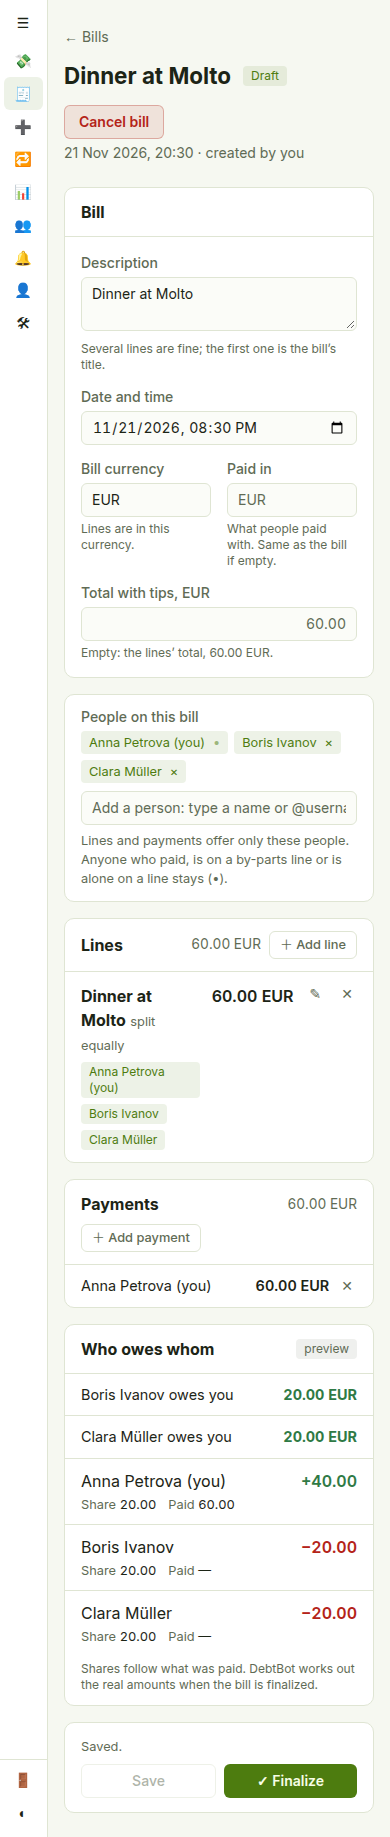 ← Bills
Dinner at Molto Draft
Cancel bill
21 Nov 2026, 20:30 · created by you
Bill
Description
Dinner at Molto
Several lines are fine; the first one is the bill’s
title.
Date and time
11/21/2026, 08:30 PM
Bill currency Paid in
EUR EUR
Lines are in this What people paid
currency. with. Same as the bill
if empty.
Total with tips, EUR
60.00
Empty: the lines’ total, 60.00 EUR.
People on this bill
Anna Petrova (you) • Boris Ivanov ×
Clara Müller ×
Add a person: type a name or @userna
Lines and payments offer only these people.
Anyone who paid, is on a by-parts line or is
alone on a line stays (•).
Lines 60.00 EUR + Add line
Dinner at 60.00 EUR ✎ ✕
Molto split
equally
Anna Petrova
(you)
Boris Ivanov
Clara Müller
Payments 60.00 EUR
+ Add payment
Anna Petrova (you) 60.00 EUR ✕
Who owes whom preview
Boris Ivanov owes you 20.00 EUR
Clara Müller owes you 20.00 EUR
Anna Petrova (you) +40.00
Share 20.00 Paid 60.00
Boris Ivanov −20.00
Share 20.00 Paid —
Clara Müller −20.00
Share 20.00 Paid —
Shares follow what was paid. DebtBot works out
the real amounts when the bill is finalized.
Saved.
Save ✓ Finalize